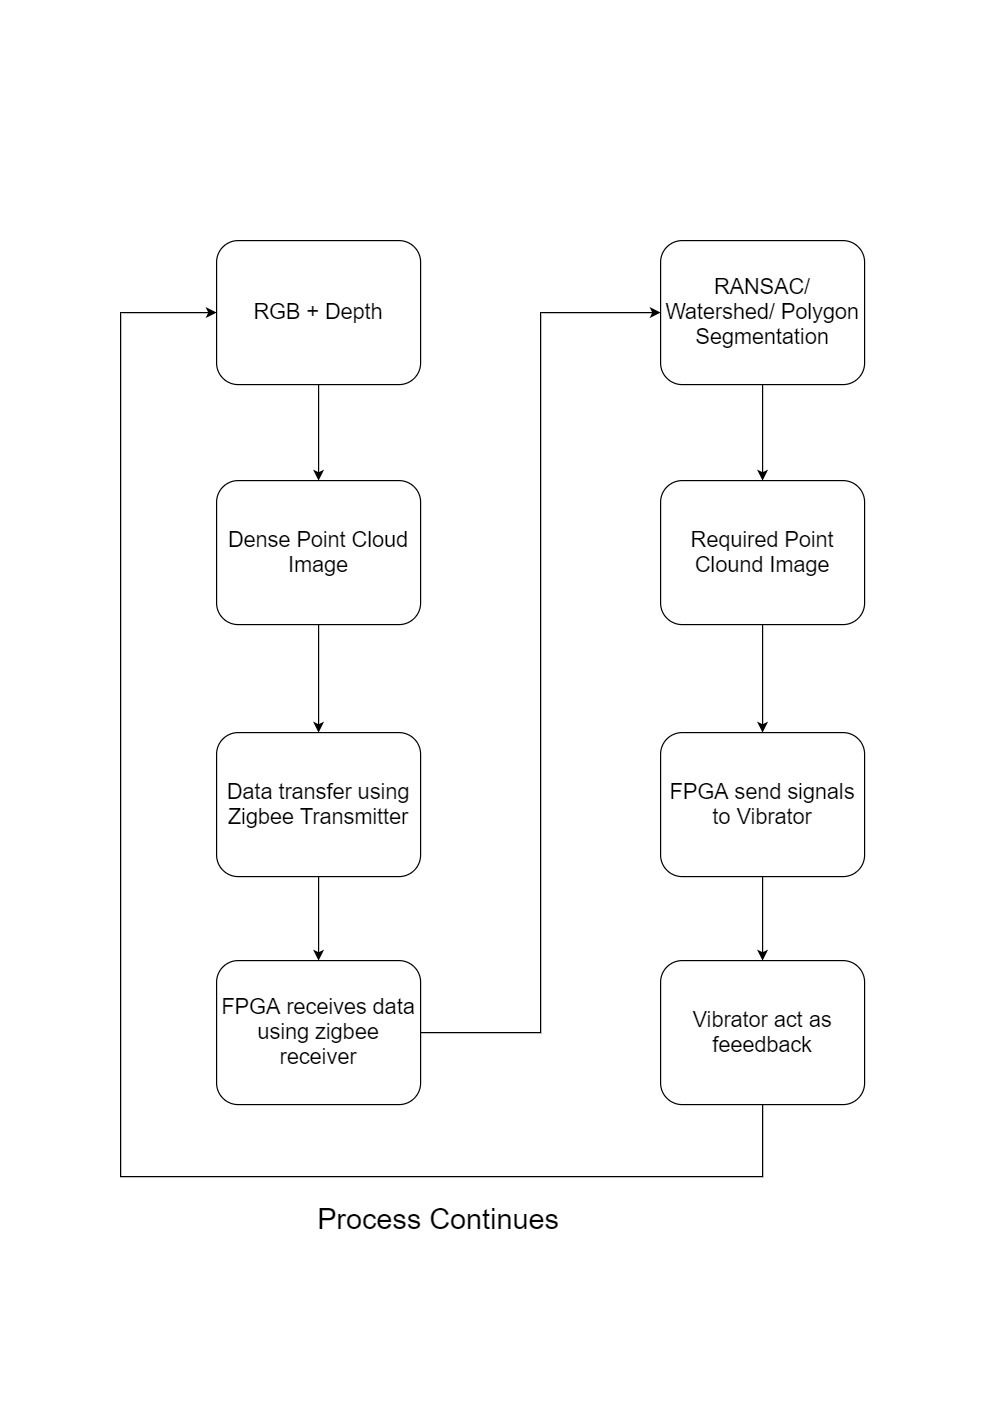 RGB + Depth
Dense Point Cloud
Image
Data transfer using
Zigbee Transmitter
FPGA receives data
using zigbee
receiver
RANSAC/
Watershed/ Polygon
Segmentation
Required Point
Clound Image
FPGA send signals
to Vibrator
Vibrator act as
feeedback
Process Continues